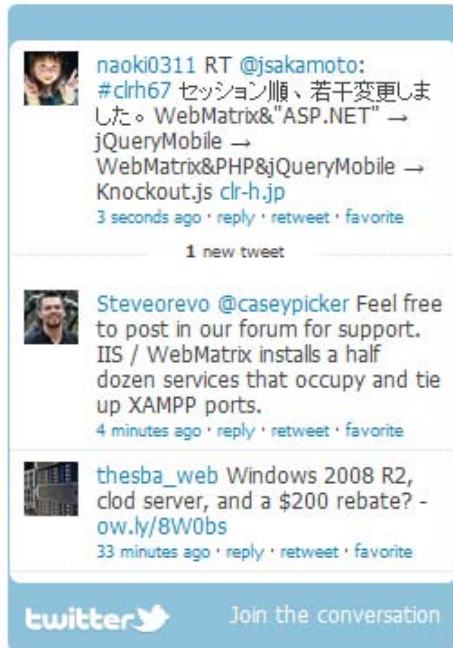 naoki0311 RT @jsakamoto:
#clrh67 セッション順、若干変更しま
した。WebMatrix&"ASP.NET" →
jQueryMobile →
WebMatrix&PHP&jQueryMobile →
Knockout.js clr-h.jp
3 seconds ago · reply · retweet · favorite
1 new tweet
Steveorevo @caseypicker Feel free
to post in our forum for support.
IIS / WebMatrix installs a half
dozen services that occupy and tie
up XAMPP ports.
4 minutes ago · reply · retweet · favorite
thesba_web Windows 2008 R2,
clod server, and a $200 rebate? -
ow.ly/8W0bs
33 minutes ago · reply · retweet · favorite
twitter Join the conversation